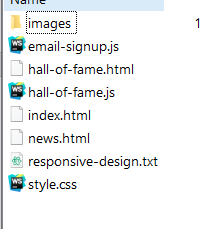 Name
images
1
email-signup.js
hall-of-fame.html
hall-of-fame.js
index.html
news.html
responsive-design.txt
style.css